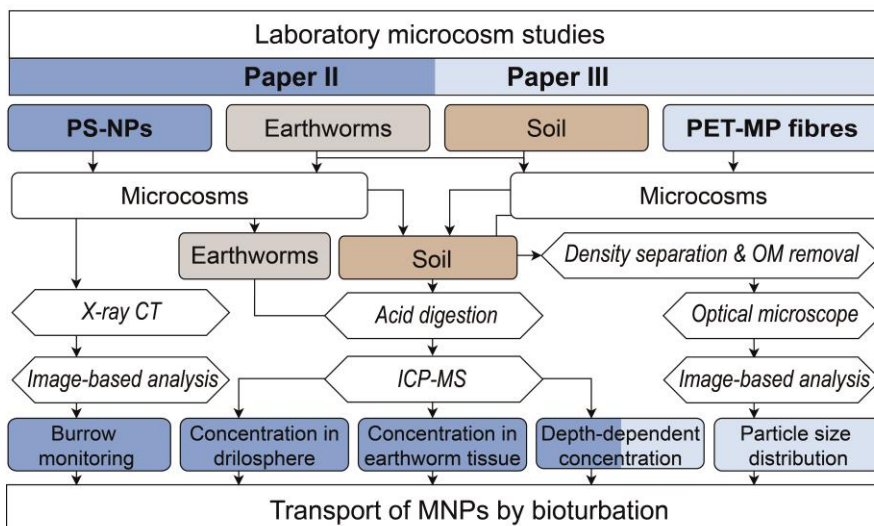 Laboratory microcosm studies
Paper II
Paper III
PS-NPs
Earthworms
Soil
PET-MP fibres
Microcosms
Microcosms
Earthworms
Soil
Density separation & OM removal
X-ray CT
Acid digestion
Optical microscope
Image-based analysis
ICP-MS
Image-based analysis
Burrow
monitoring
Concentration in
drilosphere
Concentration in
earthworm tissue
Depth-dependent
concentration
Particle size
distribution
Transport of MNPs by bioturbation